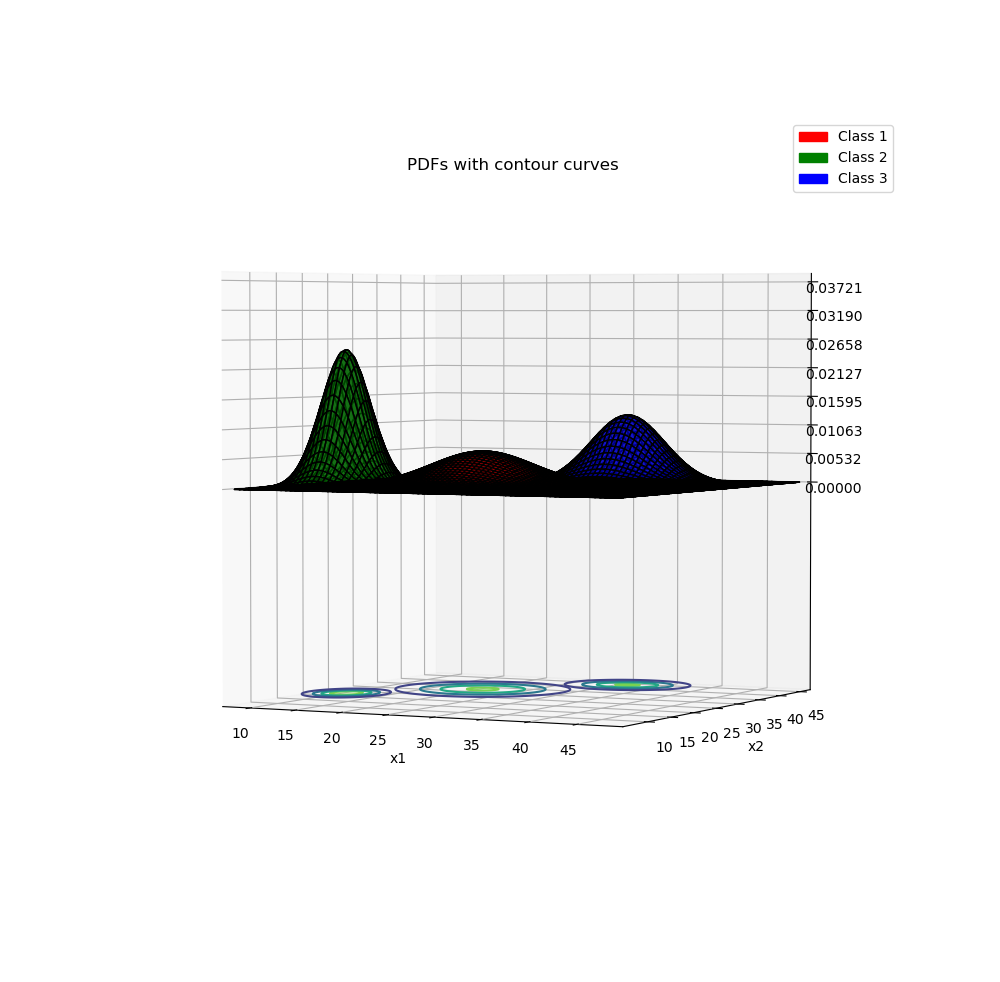 Class 1
Class 2
Class 3
PDFs with contour curves
0.03721
0.03190
0.02658
0.02127
0.01595
0.01063
0.00532
0.00000
10 15 20 25 30 35 40 45
x1
10 15 20 25 30 35 40 45
x2